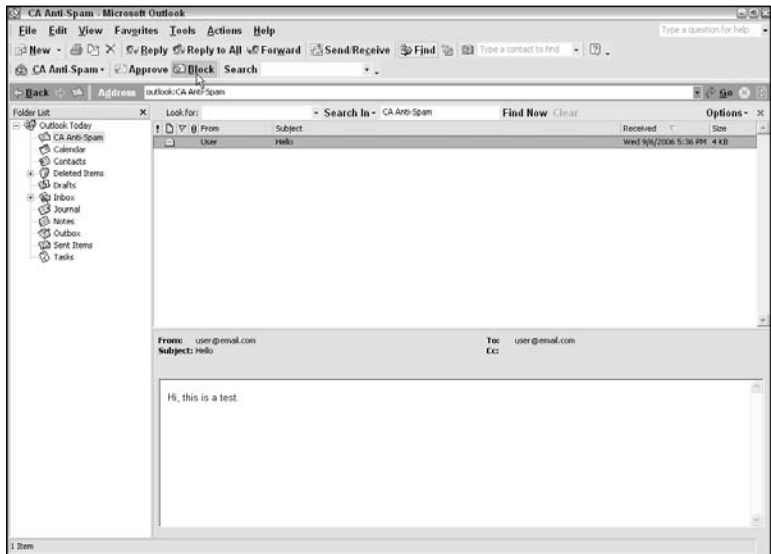 CA Anti-Spam - Microsoft Outlook
File Edit View Favorites Tools Actions Help
Type a question for help
New Reply Reply to All Forward Send/Receive Find Type a contact to find
CA Anti-Spam Approve Block Search
Back Address outlook:CA Anti-Spam Go
Folder List X Look for: Search In CA Anti-Spam Find Now Clear Options X
From Subject Received Size
User Hello Wed 9/6/2006 5:36 PM 4 KB
Outlook Today
CA Anti-Spam
Calendar
Contacts
Deleted Items
Drafts
Inbox
Journal
Notes
Outbox
Sent Items
Tasks
From: user@email.com To: user@email.com
Subject: Hello Cc:
Hi, this is a test.
1 Item